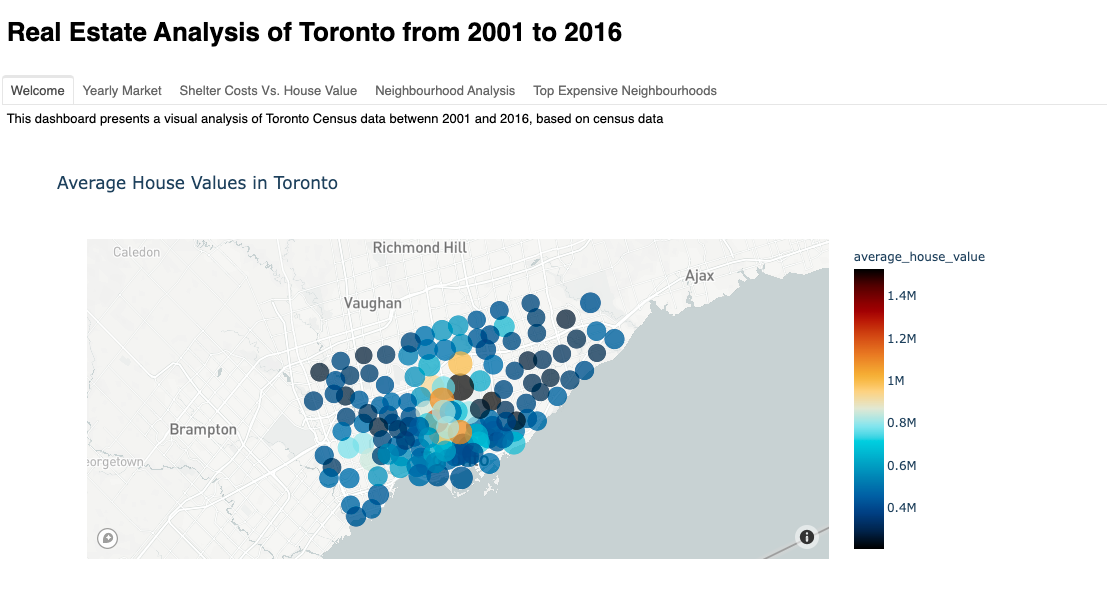 Real Estate Analysis of Toronto from 2001 to 2016
Welcome Yearly Market Shelter Costs Vs. House Value Neighbourhood Analysis Top Expensive Neighbourhoods
This dashboard presents a visual analysis of Toronto Census data betwenn 2001 and 2016, based on census data
Average House Values in Toronto
Caledon
Richmond Hill
Ajax
Vaughan
Brampton
eorgetown
average_house_value
1.4M
1.2M
1M
0.8M
0.6M
0.4M